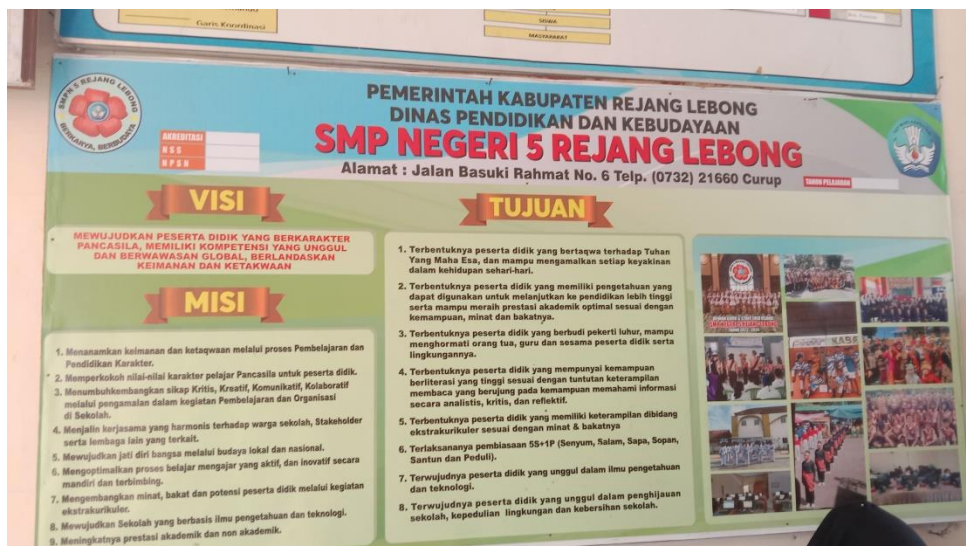 Garis Koordinasi
SISWA
MASYARAKAT
SMPN 5 REJANG LEBONG
BERKARYA, BERBUDAYA
AKREDITASI
NSS
NPSN
PEMERINTAH KABUPATEN REJANG LEBONG
DINAS PENDIDIKAN DAN KEBUDAYAAN
SMP NEGERI 5 REJANG LEBONG
Alamat : Jalan Basuki Rahmat No. 6 Telp. (0732) 21660 Curup
TAHUN PELAJARAN
VISI
MEWUJUDKAN PESERTA DIDIK YANG BERKARAKTER
PANCASILA, MEMILIKI KOMPETENSI YANG UNGGUL
DAN BERWAWASAN GLOBAL, BERLANDASKAN
KEIMANAN DAN KETAKWAAN
MISI
1. Menanamkan keimanan dan ketaqwaan melalui proses Pembelajaran dan
Pendidikan Karakter.
2. Memperkokoh nilai-nilai karakter pelajar Pancasila untuk peserta didik.
3. Menumbuhkembangkan sikap Kritis, Kreatif, Komunikatif, Kolaboratif
melalui pengamalan dalam kegiatan Pembelajaran dan Organisasi
di Sekolah.
4. Menjalin kerjasama yang harmonis terhadap warga sekolah, Stakeholder
serta lembaga lain yang terkait.
5. Mewujudkan jati diri bangsa melalui budaya lokal dan nasional.
6. Mengoptimalkan proses belajar mengajar yang aktif, dan inovatif secara
mandiri dan terbimbing.
7. Mengembangkan minat, bakat dan potensi peserta didik melalui kegiatan
ekstrakurikuler.
8. Mewujudkan Sekolah yang berbasis ilmu pengetahuan dan teknologi.
9. Meningkatnya prestasi akademik dan non akademik.
TUJUAN
1. Terbentuknya peserta didik yang bertaqwa terhadap Tuhan
Yang Maha Esa, dan mampu mengamalkan setiap keyakinan
dalam kehidupan sehari-hari.
2. Terbentuknya peserta didik yang memiliki pengetahuan yang
dapat digunakan untuk melanjutkan ke pendidikan lebih tinggi
serta mampu meraih prestasi akademik optimal sesuai dengan
kemampuan, minat dan bakatnya.
3. Terbentuknya peserta didik yang berbudi pekerti luhur, mampu
menghormati orang tua, guru dan sesama peserta didik serta
lingkungannya.
4. Terbentuknya peserta didik yang mempunyai kemampuan
berliterasi yang tinggi sesuai dengan tuntutan keterampilan
membaca yang berujung pada kemampuan memahami informasi
secara analistis, kritis, dan reflektif.
5. Terbentuknya peserta didik yang memiliki keterampilan dibidang
ekstrakurikuler sesuai dengan minat & bakatnya
6. Terlaksananya pembiasaan 5S+1P (Senyum, Salam, Sapa, Sopan,
Santun dan Peduli).
7. Terwujudnya peserta didik yang unggul dalam ilmu pengetahuan
dan teknologi.
8. Terwujudnya peserta didik yang unggul dalam penghijauan
sekolah, kepedulian lingkungan dan kebersihan sekolah.